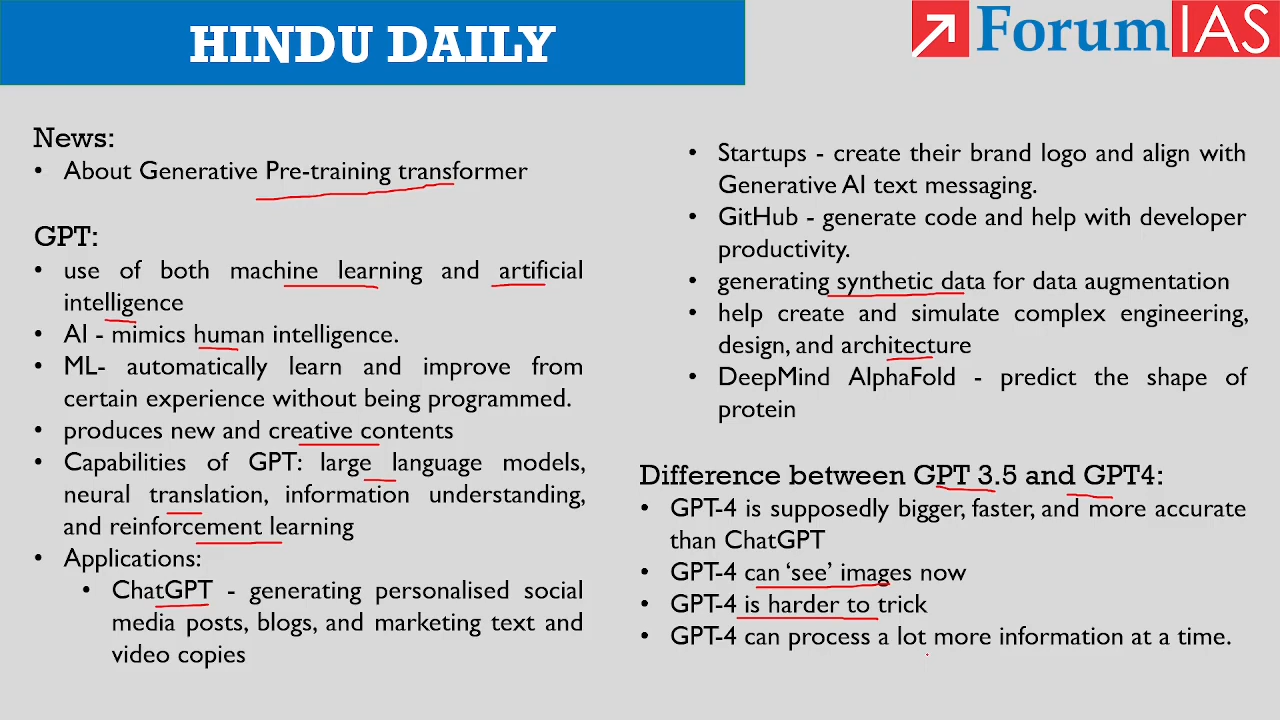 HINDU DAILY
Forum IAS
News:
• About Generative Pre-training transformer
GPT:
• use of both machine learning and artificial
intelligence
• AI - mimics human intelligence.
• ML- automatically learn and improve from
certain experience without being programmed.
• produces new and creative contents
• Capabilities of GPT: large language models,
neural translation, information understanding,
and reinforcement learning
• Applications:
• ChatGPT - generating personalised social
media posts, blogs, and marketing text and
video copies
• Startups - create their brand logo and align with
Generative AI text messaging.
• GitHub - generate code and help with developer
productivity.
• generating synthetic data for data augmentation
• help create and simulate complex engineering,
design, and architecture
• DeepMind AlphaFold - predict the shape of
protein
Difference between GPT 3.5 and GPT4:
• GPT-4 is supposedly bigger, faster, and more accurate
than ChatGPT
• GPT-4 can ‘see’ images now
• GPT-4 is harder to trick
• GPT-4 can process a lot more information at a time.